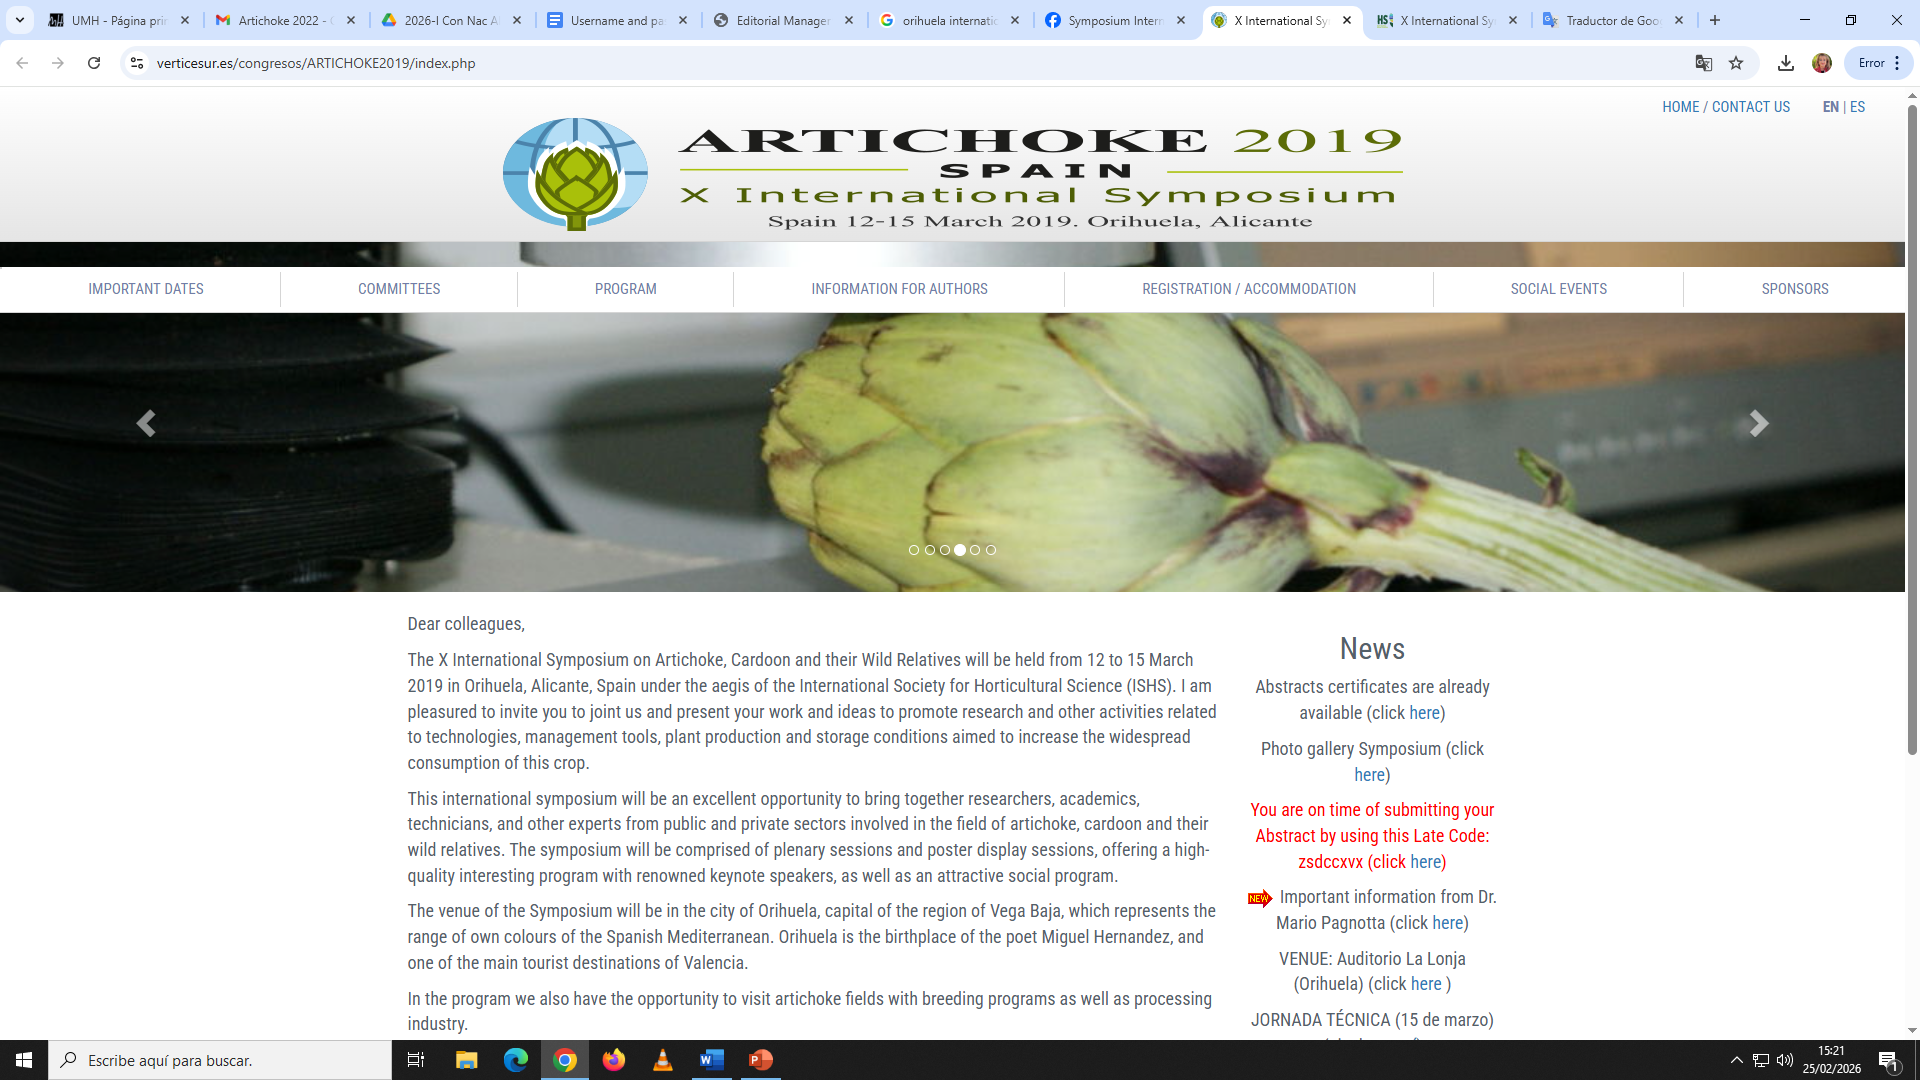 UMH - Página prin
Artichoke 2022 -
2026-I Con Nac Al
Username and pa
Editorial Manager
orihuela internatio
Symposium Intern
X International Sy
X International Sy
Traductor de Goo
verticesur.es/congresos/ARTICHOKE2019/index.php
Error
HOME / CONTACT US
EN | ES
ARTICHOKE 2019
SPAIN
X International Symposium
Spain 12-15 March 2019. Orihuela, Alicante
IMPORTANT DATES
COMMITTEES
PROGRAM
INFORMATION FOR AUTHORS
REGISTRATION / ACCOMMODATION
SOCIAL EVENTS
SPONSORS
Dear colleagues,
The X International Symposium on Artichoke, Cardoon and their Wild Relatives will be held from 12 to 15 March
2019 in Orihuela, Alicante, Spain under the aegis of the International Society for Horticultural Science (ISHS). I am
pleasured to invite you to joint us and present your work and ideas to promote research and other activities related
to technologies, management tools, plant production and storage conditions aimed to increase the widespread
consumption of this crop.
This international symposium will be an excellent opportunity to bring together researchers, academics,
technicians, and other experts from public and private sectors involved in the field of artichoke, cardoon and their
wild relatives. The symposium will be comprised of plenary sessions and poster display sessions, offering a high-
quality interesting program with renowned keynote speakers, as well as an attractive social program.
The venue of the Symposium will be in the city of Orihuela, capital of the region of Vega Baja, which represents the
range of own colours of the Spanish Mediterranean. Orihuela is the birthplace of the poet Miguel Hernandez, and
one of the main tourist destinations of Valencia.
In the program we also have the opportunity to visit artichoke fields with breeding programs as well as processing
industry.
News
Abstracts certificates are already
available (click here)
Photo gallery Symposium (click
here)
You are on time of submitting your
Abstract by using this Late Code:
zsdccxvx (click here)
NEW Important information from Dr.
Mario Pagnotta (click here)
VENUE: Auditorio La Lonja
(Orihuela) (click here )
JORNADA TÉCNICA (15 de marzo)
Escribe aquí para buscar.
15:21
25/02/2026
1